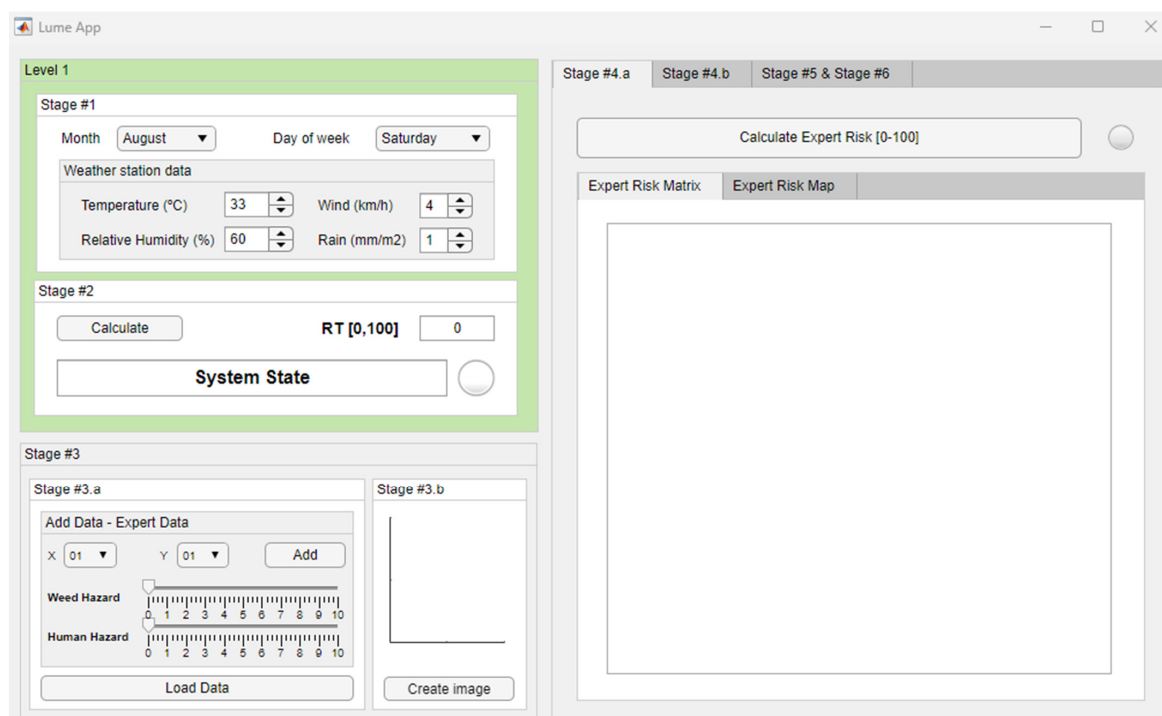 Lume App
Level 1
Stage #1
Month August Day of week Saturday
Weather station data
Temperature (ºC) 33 Wind (km/h) 4
Relative Humidity (%) 60 Rain (mm/m2) 1
Stage #2
Calculate RT [0,100] 0
System State
Stage #3
Stage #3.a
Add Data - Expert Data
X 01 Y 01 Add
Weed Hazard
0 1 2 3 4 5 6 7 8 9 10
Human Hazard
0 1 2 3 4 5 6 7 8 9 10
Load Data
Stage #3.b
Create image
Stage #4.a Stage #4.b Stage #5 & Stage #6
Calculate Expert Risk [0-100]
Expert Risk Matrix Expert Risk Map